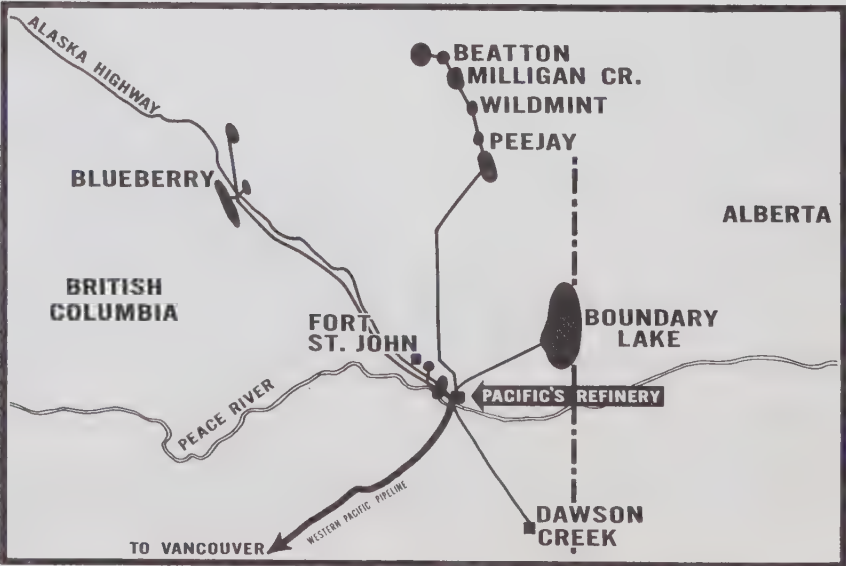 ALASKA HIGHWAY
BEATTON
MILLIGAN CR.
WILDMINT
PEEJAY
BLUEBERRY
ALBERTA
BRITISH
COLUMBIA
FORT
ST. JOHN
BOUNDARY
LAKE
PACIFIC'S REFINERY
PEACE RIVER
WESTERN PACIFIC PIPELINE
DAWSON
CREEK
TO VANCOUVER